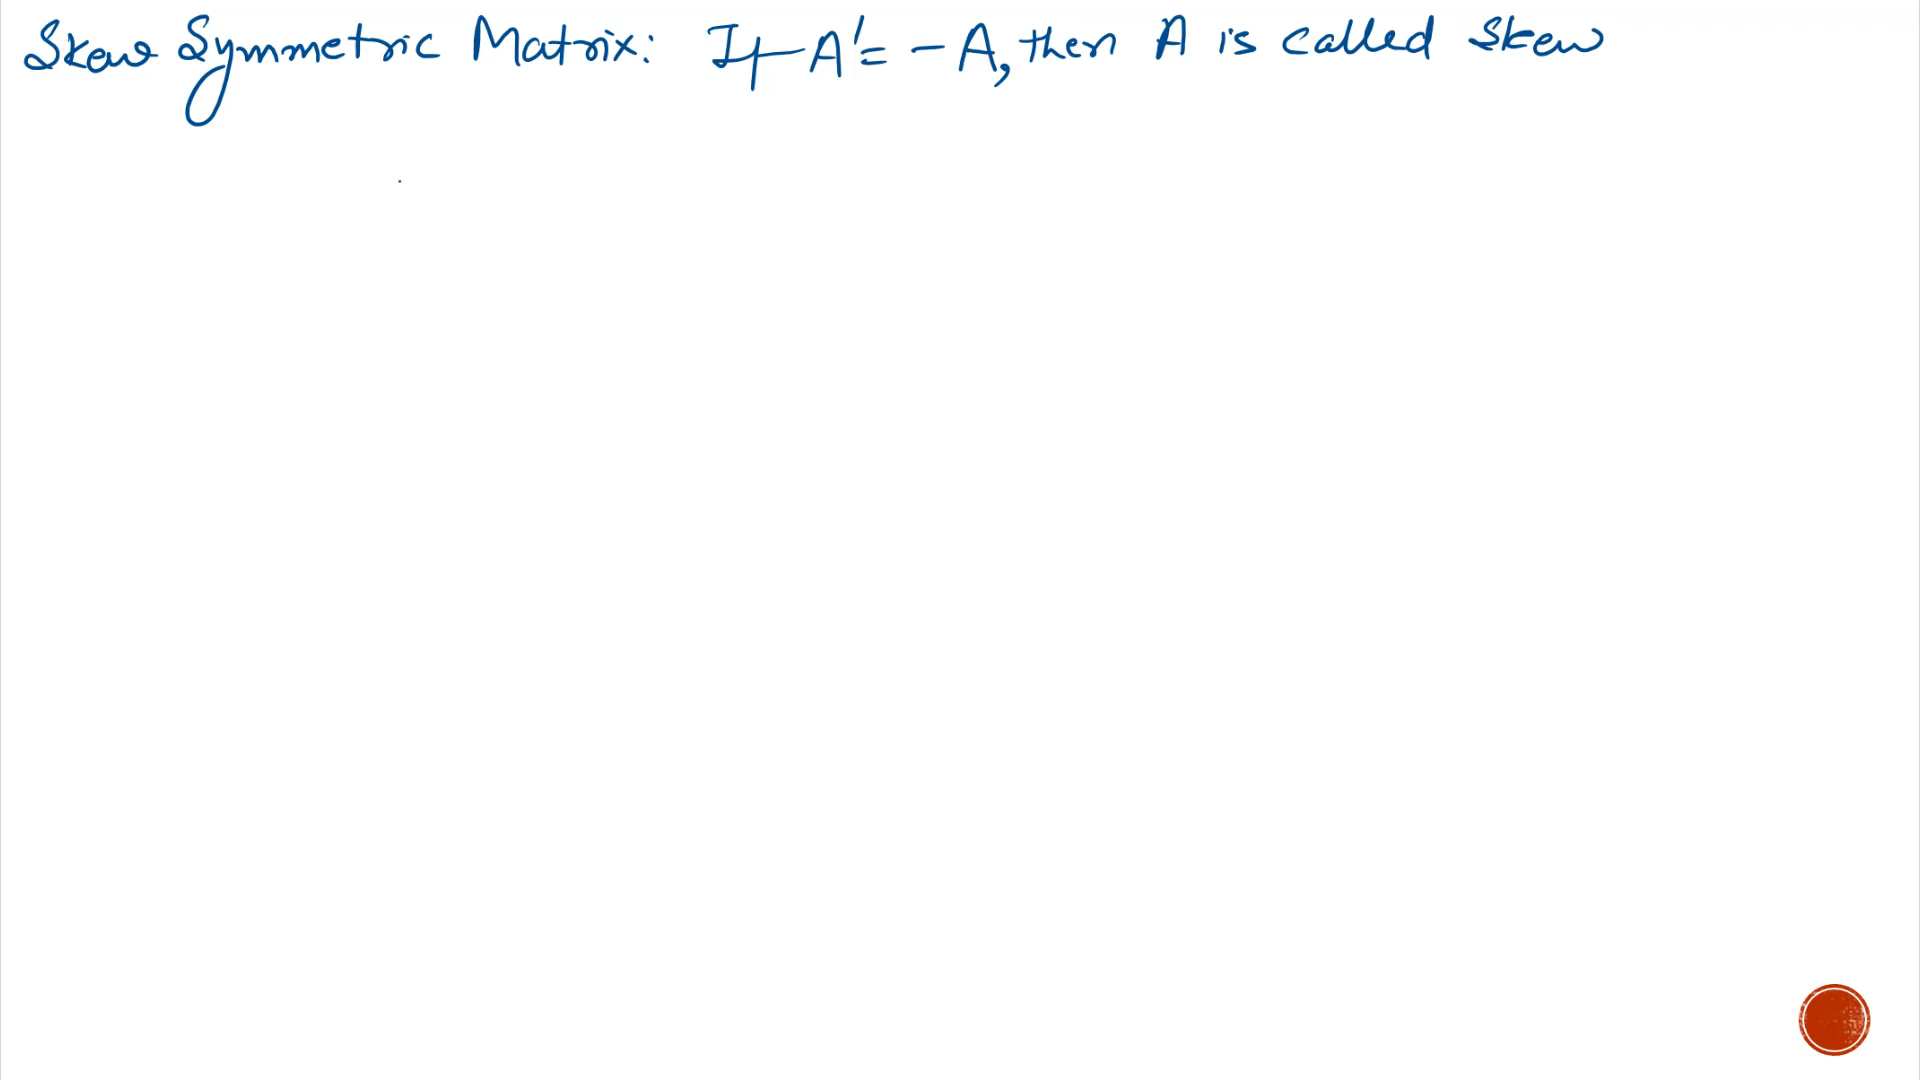 Skew Symmetric Matrix: If A' = -A, then A is called Skew